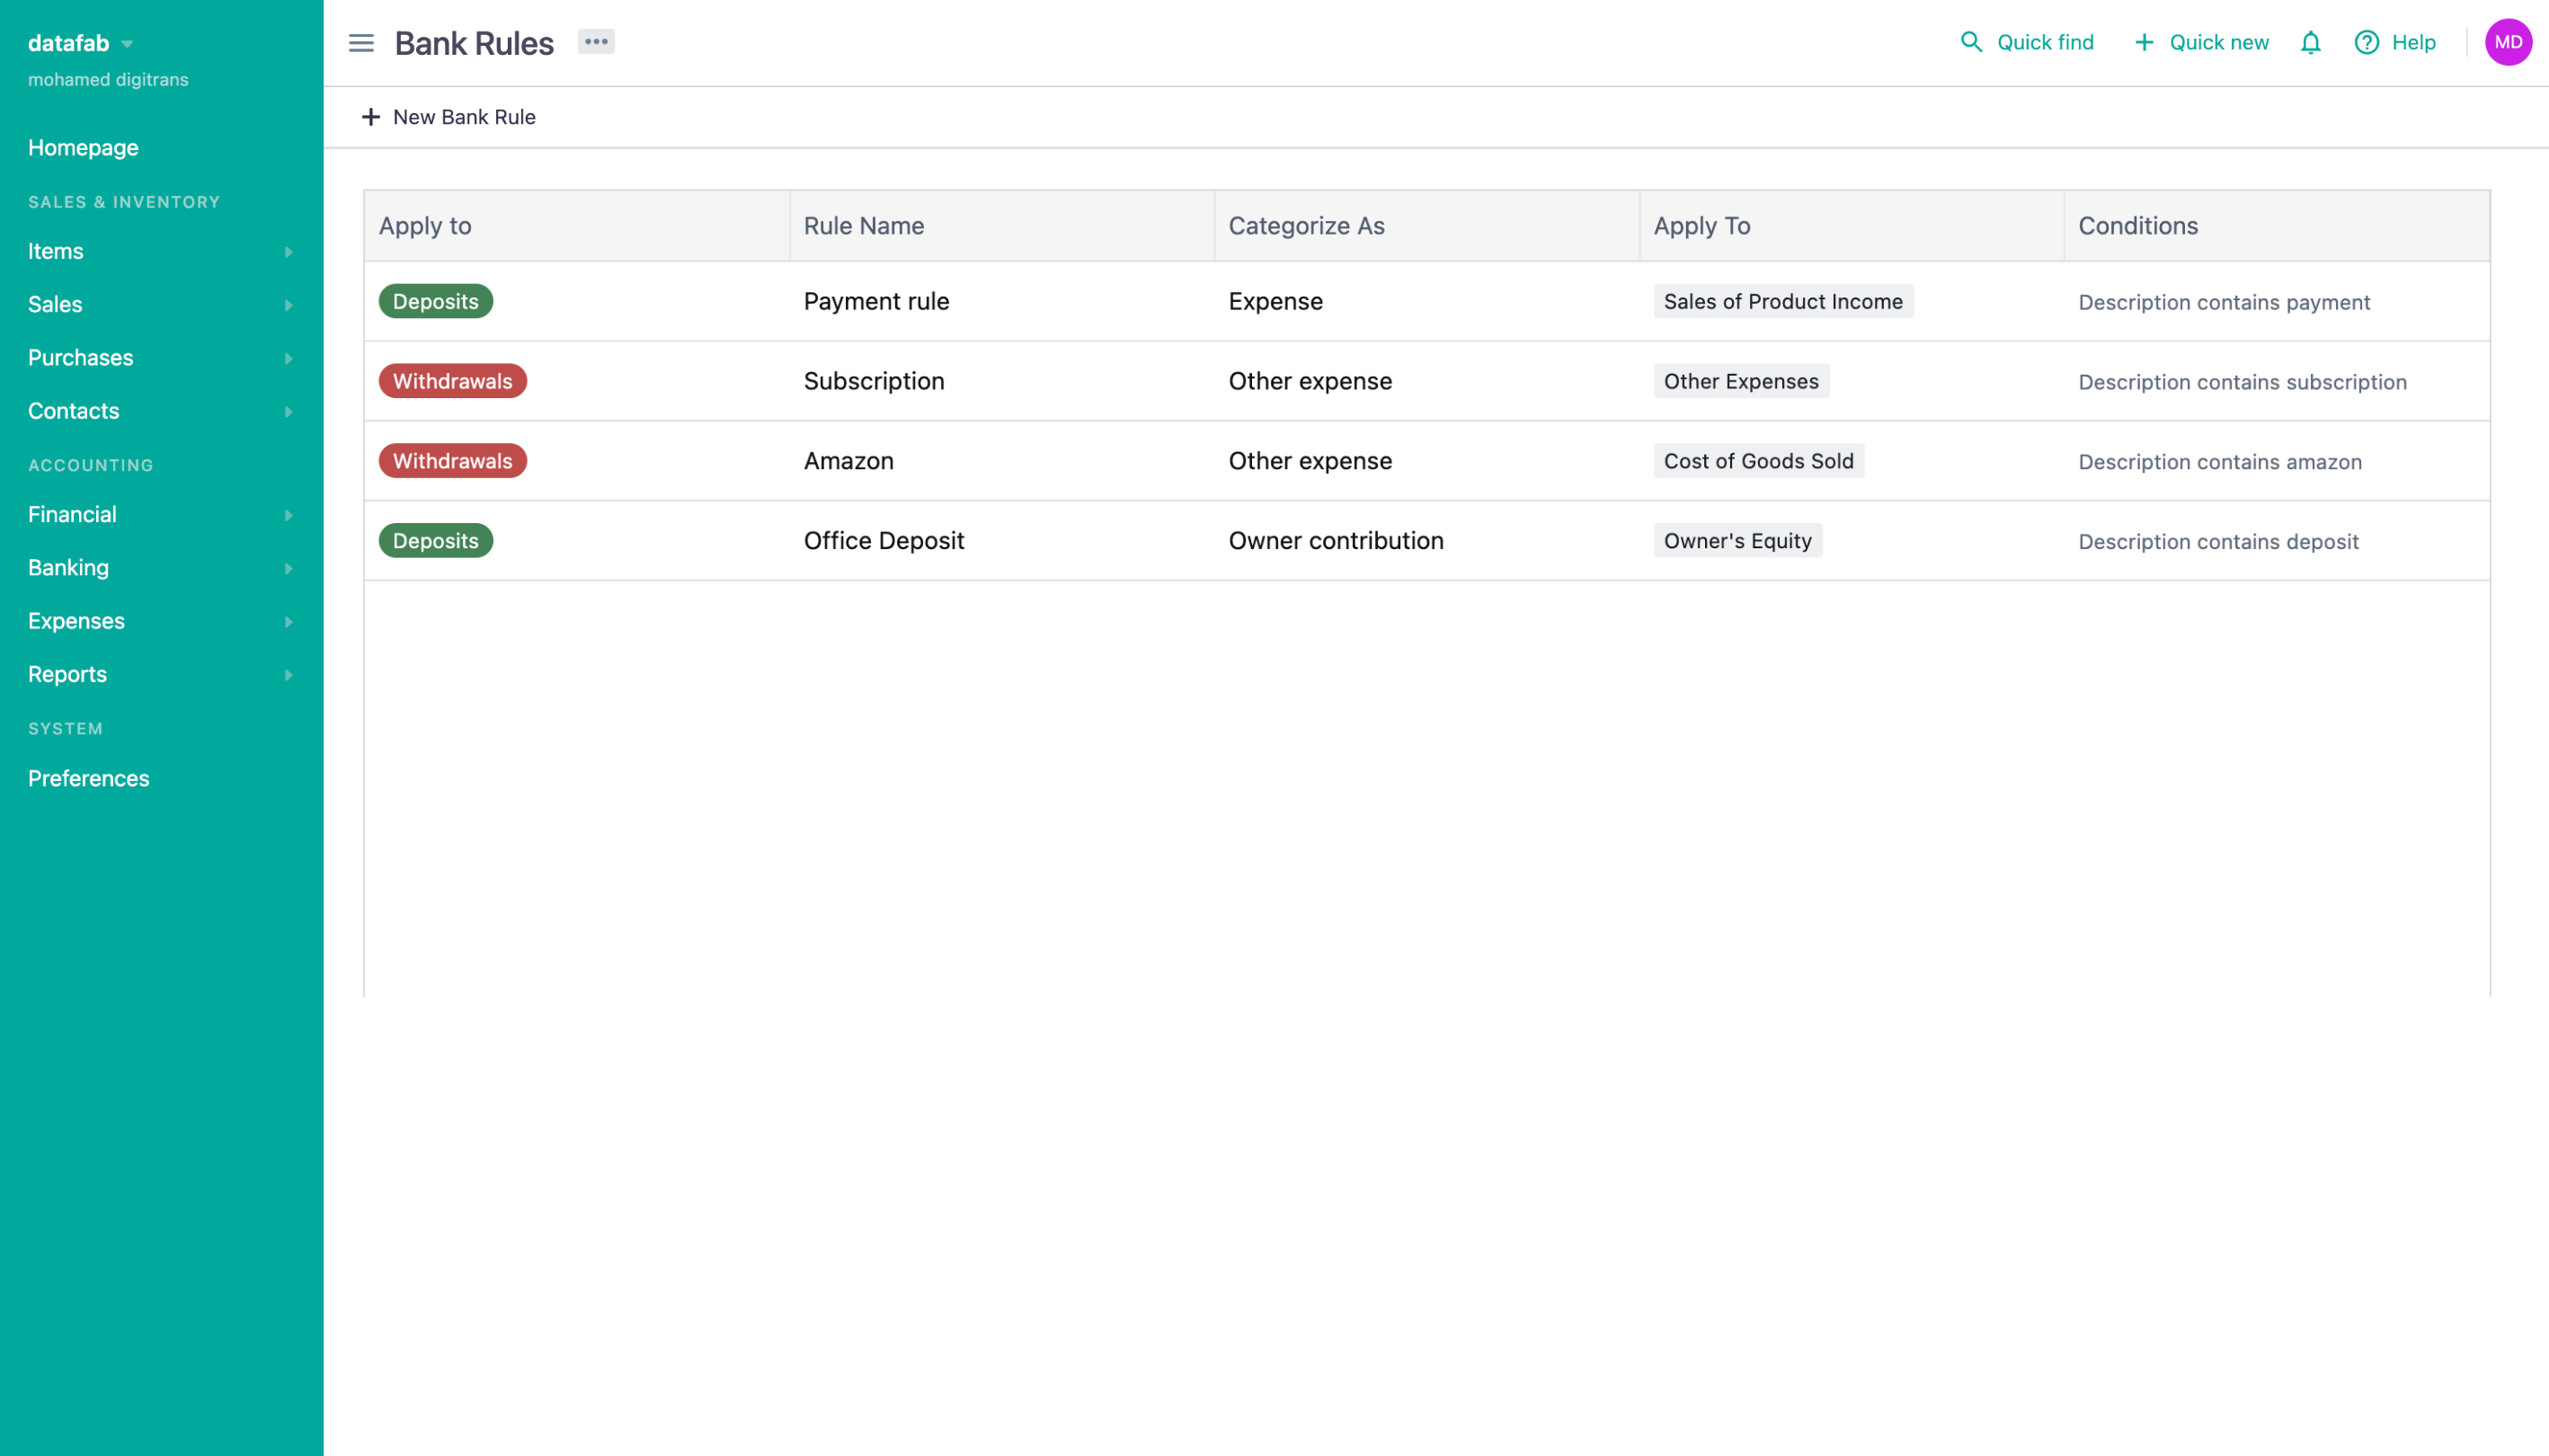 datafab
mohamed digitrans
Homepage
SALES & INVENTORY
Items
Sales
Purchases
Contacts
ACCOUNTING
Financial
Banking
Expenses
Reports
SYSTEM
Preferences
Bank Rules
Quick find
Quick new
Help
MD
New Bank Rule
Apply to Rule Name Categorize As Apply To Conditions
Deposits Payment rule Expense Sales of Product Income Description contains payment
Withdrawals Subscription Other expense Other Expenses Description contains subscription
Withdrawals Amazon Other expense Cost of Goods Sold Description contains amazon
Deposits Office Deposit Owner contribution Owner's Equity Description contains deposit